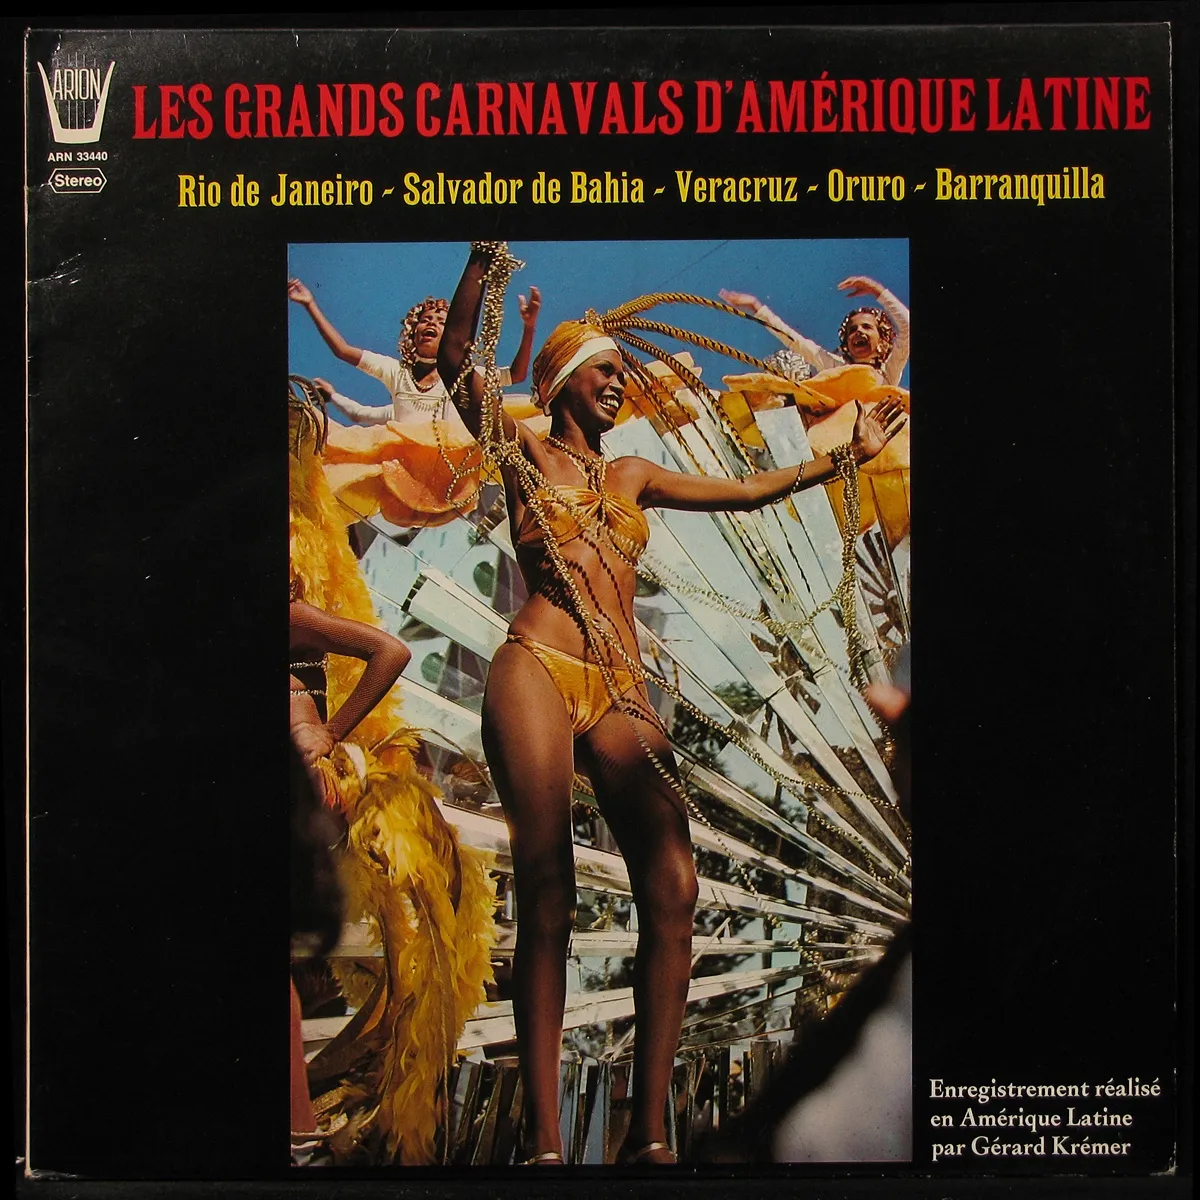 ARION
LES GRANDS CARNAVALS D'AMÉRIQUE LATINE
ARN 33440
Stereo
Rio de Janeiro - Salvador de Bahia - Veracruz - Oruro - Barranquilla
Enregistrement réalisé
en Amérique Latine
par Gérard Krémer